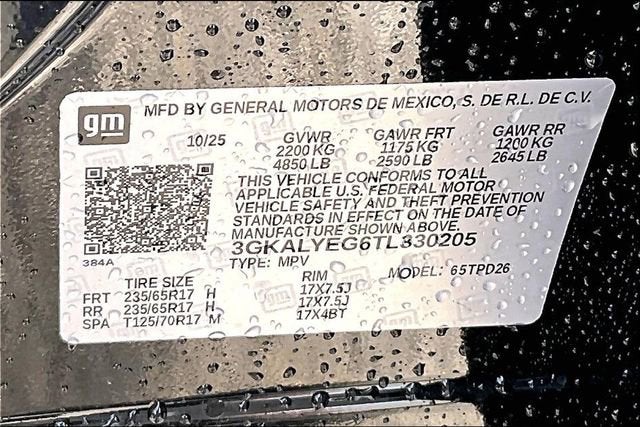 gm
MFD BY GENERAL MOTORS DE MEXICO, S. DE R.L. DE C.V.
10/25 GVWR GAWR FRT GAWR RR
2200 KG 1175 KG 1200 KG
4850 LB 2590 LB 2645 LB
THIS VEHICLE CONFORMS TO ALL
APPLICABLE U.S. FEDERAL MOTOR
VEHICLE SAFETY AND THEFT PREVENTION
STANDARDS IN EFFECT ON THE DATE OF
MANUFACTURE SHOWN ABOVE.
3GKALYEG6TL330205
384A
TYPE: MPV MODEL: 65TPD26
TIRE SIZE RIM
FRT 235/65R17 H 17X7.5J
RR 235/65R17 H 17X7.5J
SPA T125/70R17 M 17X4BT